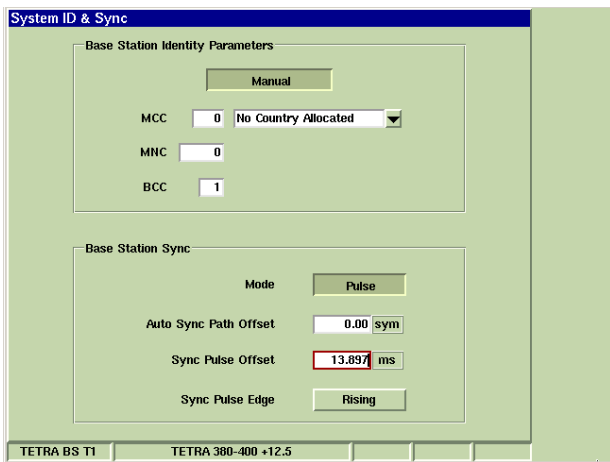 System ID & Sync
Base Station Identity Parameters
Manual
MCC 0 No Country Allocated
MNC 0
BCC 1
Base Station Sync
Mode Pulse
Auto Sync Path Offset 0.00 sym
Sync Pulse Offset 13.897 ms
Sync Pulse Edge Rising
TETRA BS T1 TETRA 380-400 +12.5